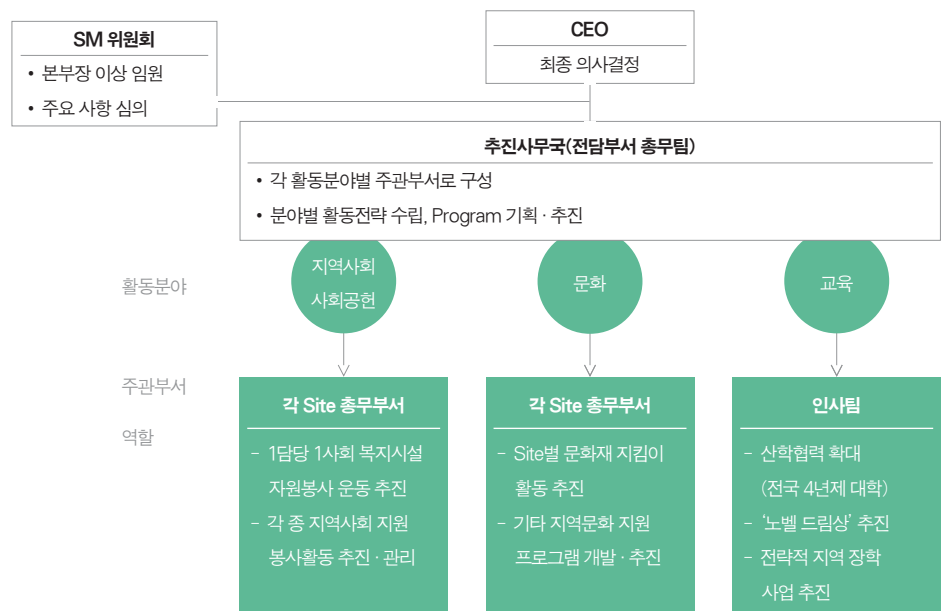 SM 위원회
• 본부장 이상 임원
• 주요 사항 심의
CEO
최종 의사결정
추진사무국(전담부서 총무팀)
• 각 활동분야별 주관부서로 구성
• 분야별 활동전략 수립, Program 기획 · 추진
활동분야
지역사회
사회공헌
문화
교육
주관부서
역할
각 Site 총무부서
– 1담당 1사회 복지시설
자원봉사 운동 추진
– 각 종 지역사회 지원
봉사활동 추진 · 관리
각 Site 총무부서
– Site별 문화재 지킴이
활동 추진
– 기타 지역문화 지원
프로그램 개발 · 추진
인사팀
– 산학협력 확대
(전국 4년제 대학)
– ‘노벨 드림상’ 추진
– 전략적 지역 장학
사업 추진